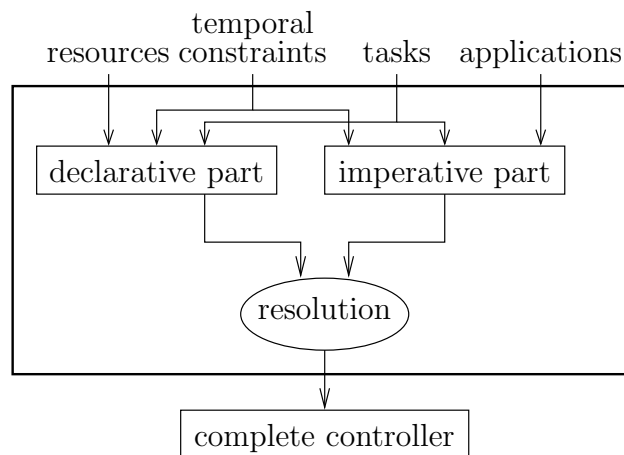 temporal
resources constraints tasks applications
declarative part imperative part
resolution
complete controller